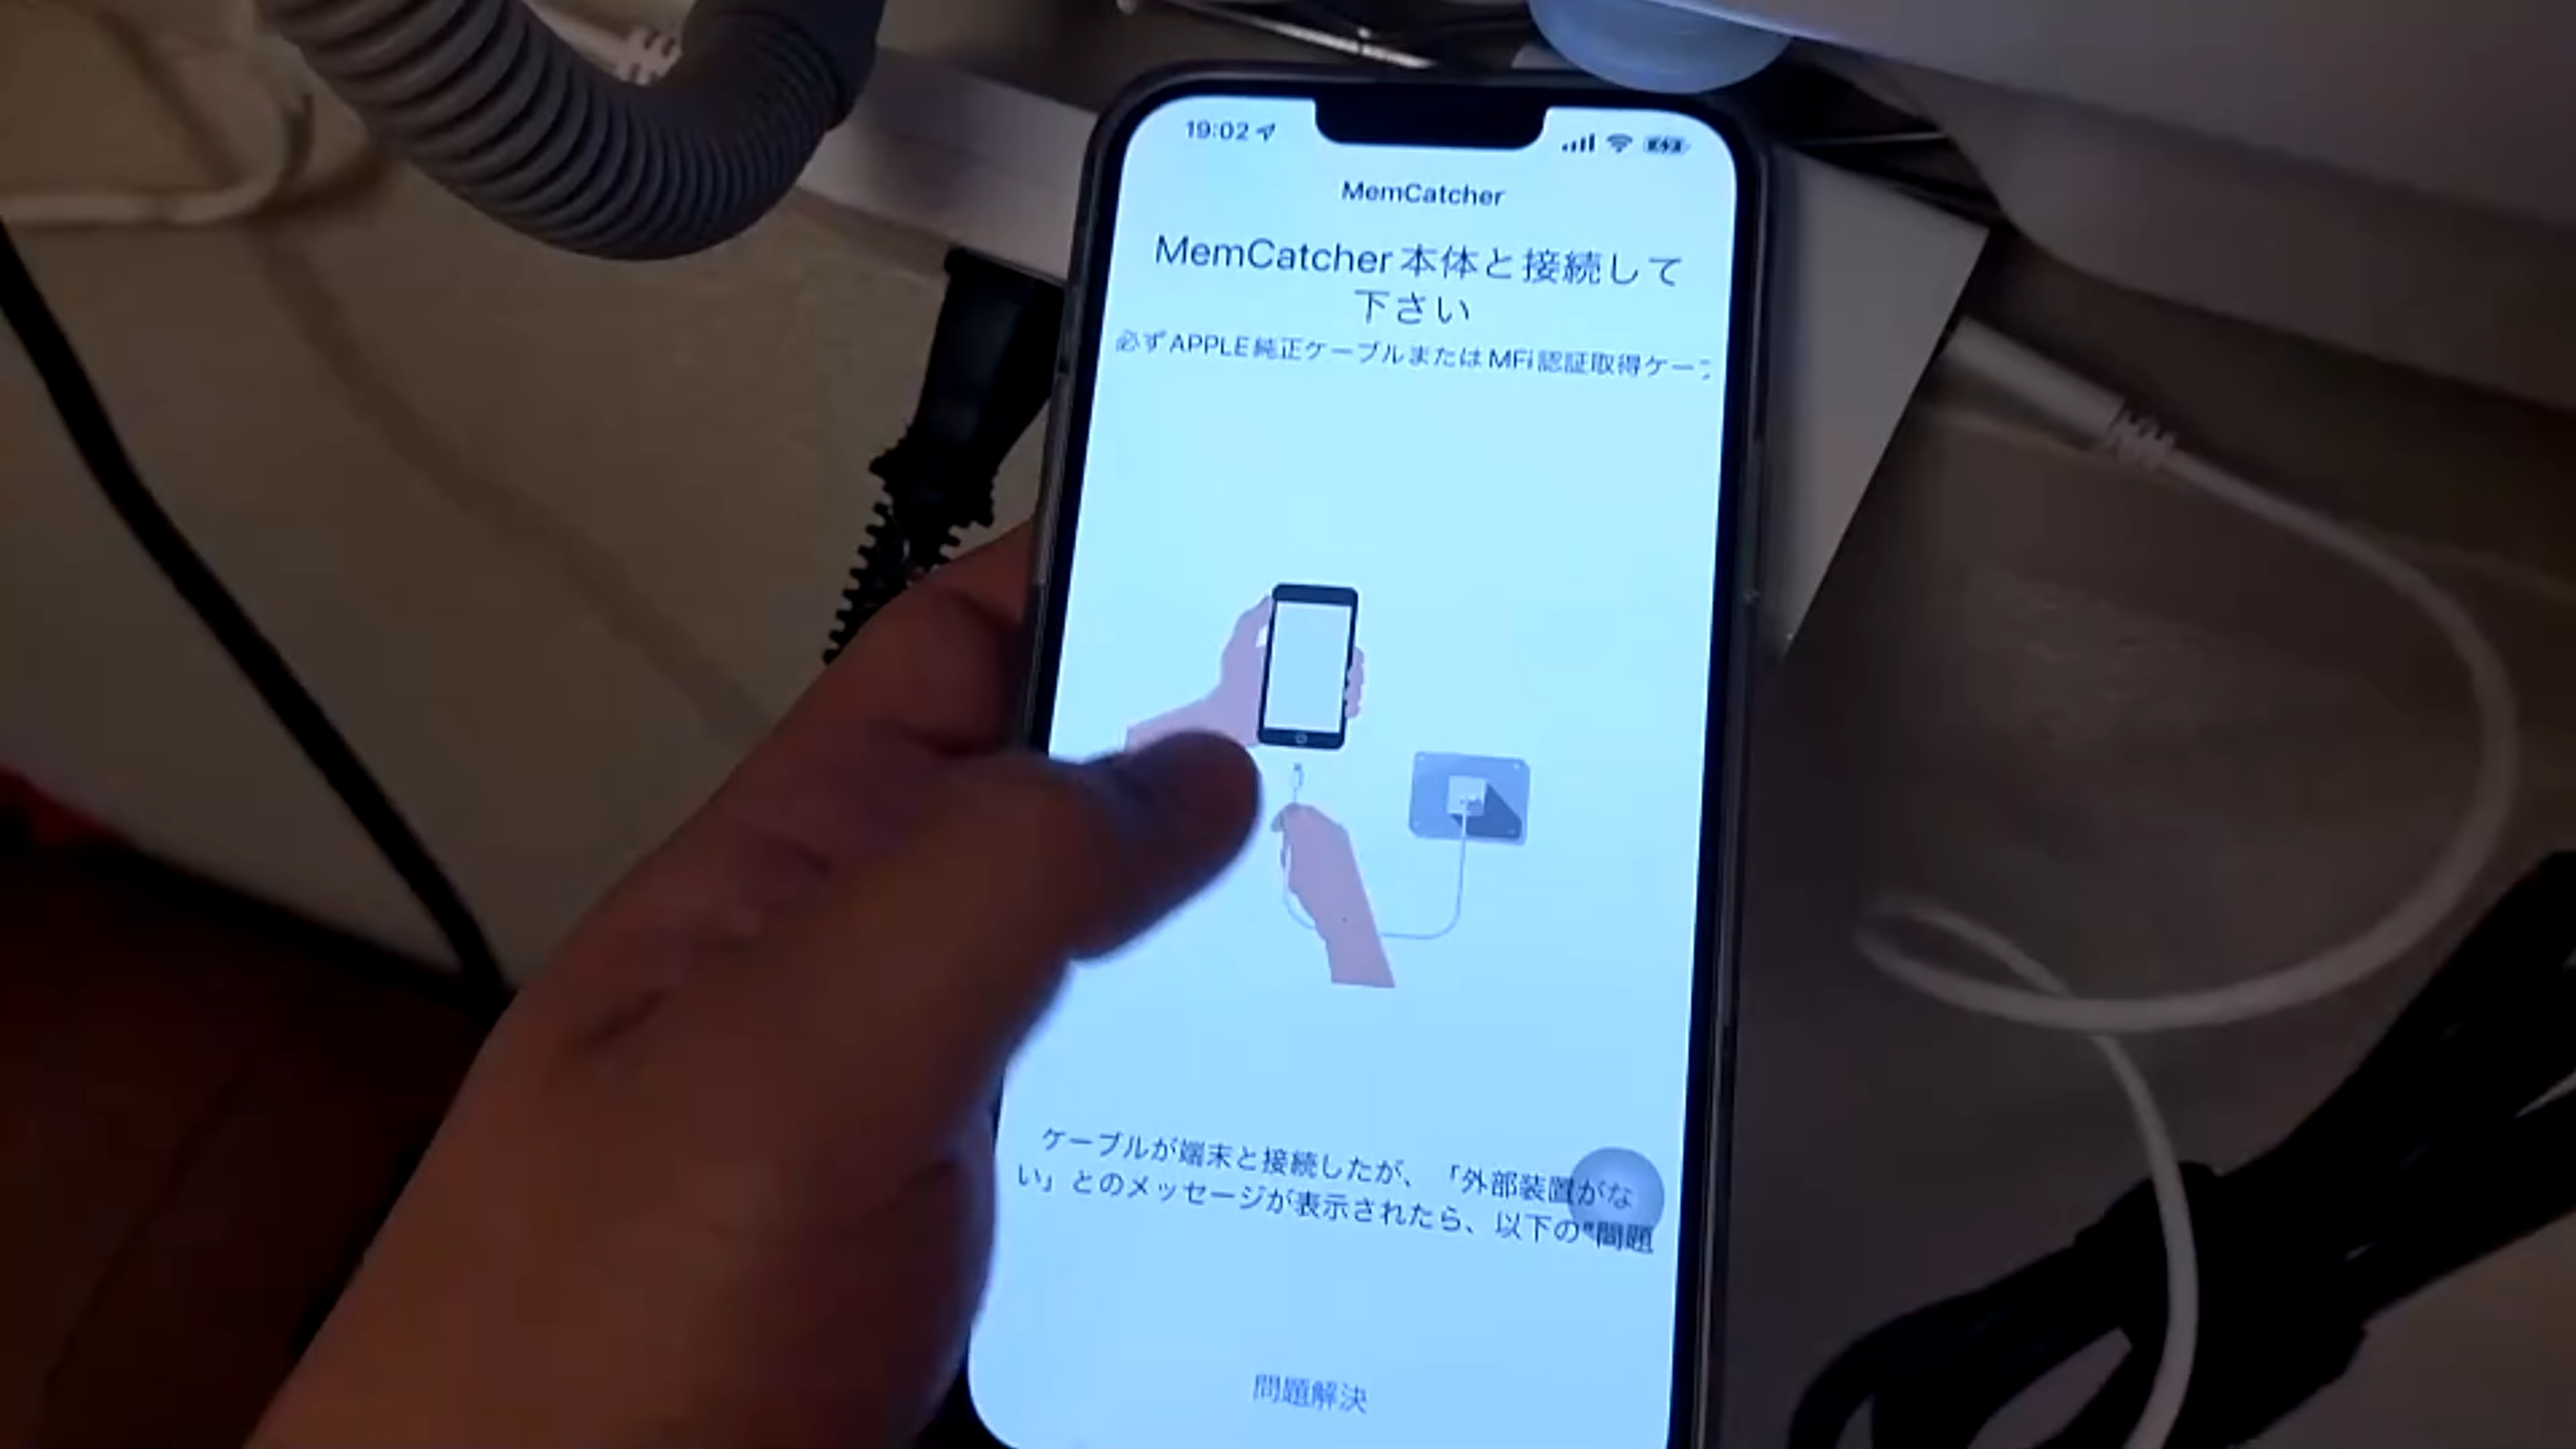 19:02
MemCatcher
MemCatcher本体と接続して
下さい
必ずAPPLE純正ケーブルまたはMFi認証取得ケー
ケーブルが端末と接続したが、「外部装置がな
い」とのメッセージが表示されたら、以下の"問題
問題解決